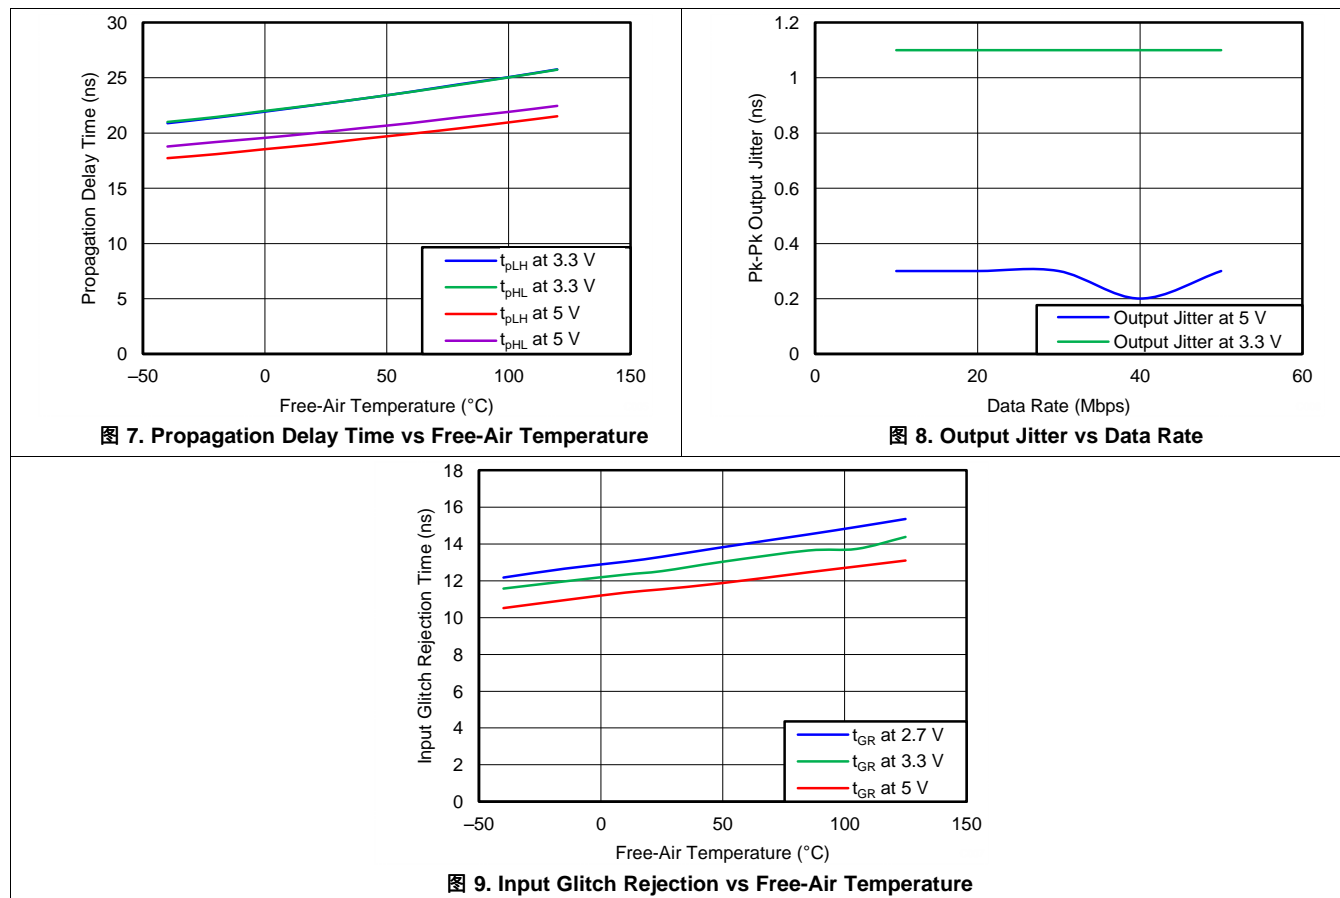 30
25
20
15
10
5
0
–50
0
50
100
150
Propagation Delay Time (ns)
Free-Air Temperature (°C)
tpLH at 3.3 V
tpHL at 3.3 V
tpLH at 5 V
tpHL at 5 V
图 7. Propagation Delay Time vs Free-Air Temperature
1.2
1
0.8
0.6
0.4
0.2
0
0
20
40
60
Pk-Pk Output Jitter (ns)
Data Rate (Mbps)
Output Jitter at 5 V
Output Jitter at 3.3 V
图 8. Output Jitter vs Data Rate
18
16
14
12
10
8
6
4
2
0
–50
0
50
100
150
Input Glitch Rejection Time (ns)
Free-Air Temperature (°C)
tGR at 2.7 V
tGR at 3.3 V
tGR at 5 V
图 9. Input Glitch Rejection vs Free-Air Temperature